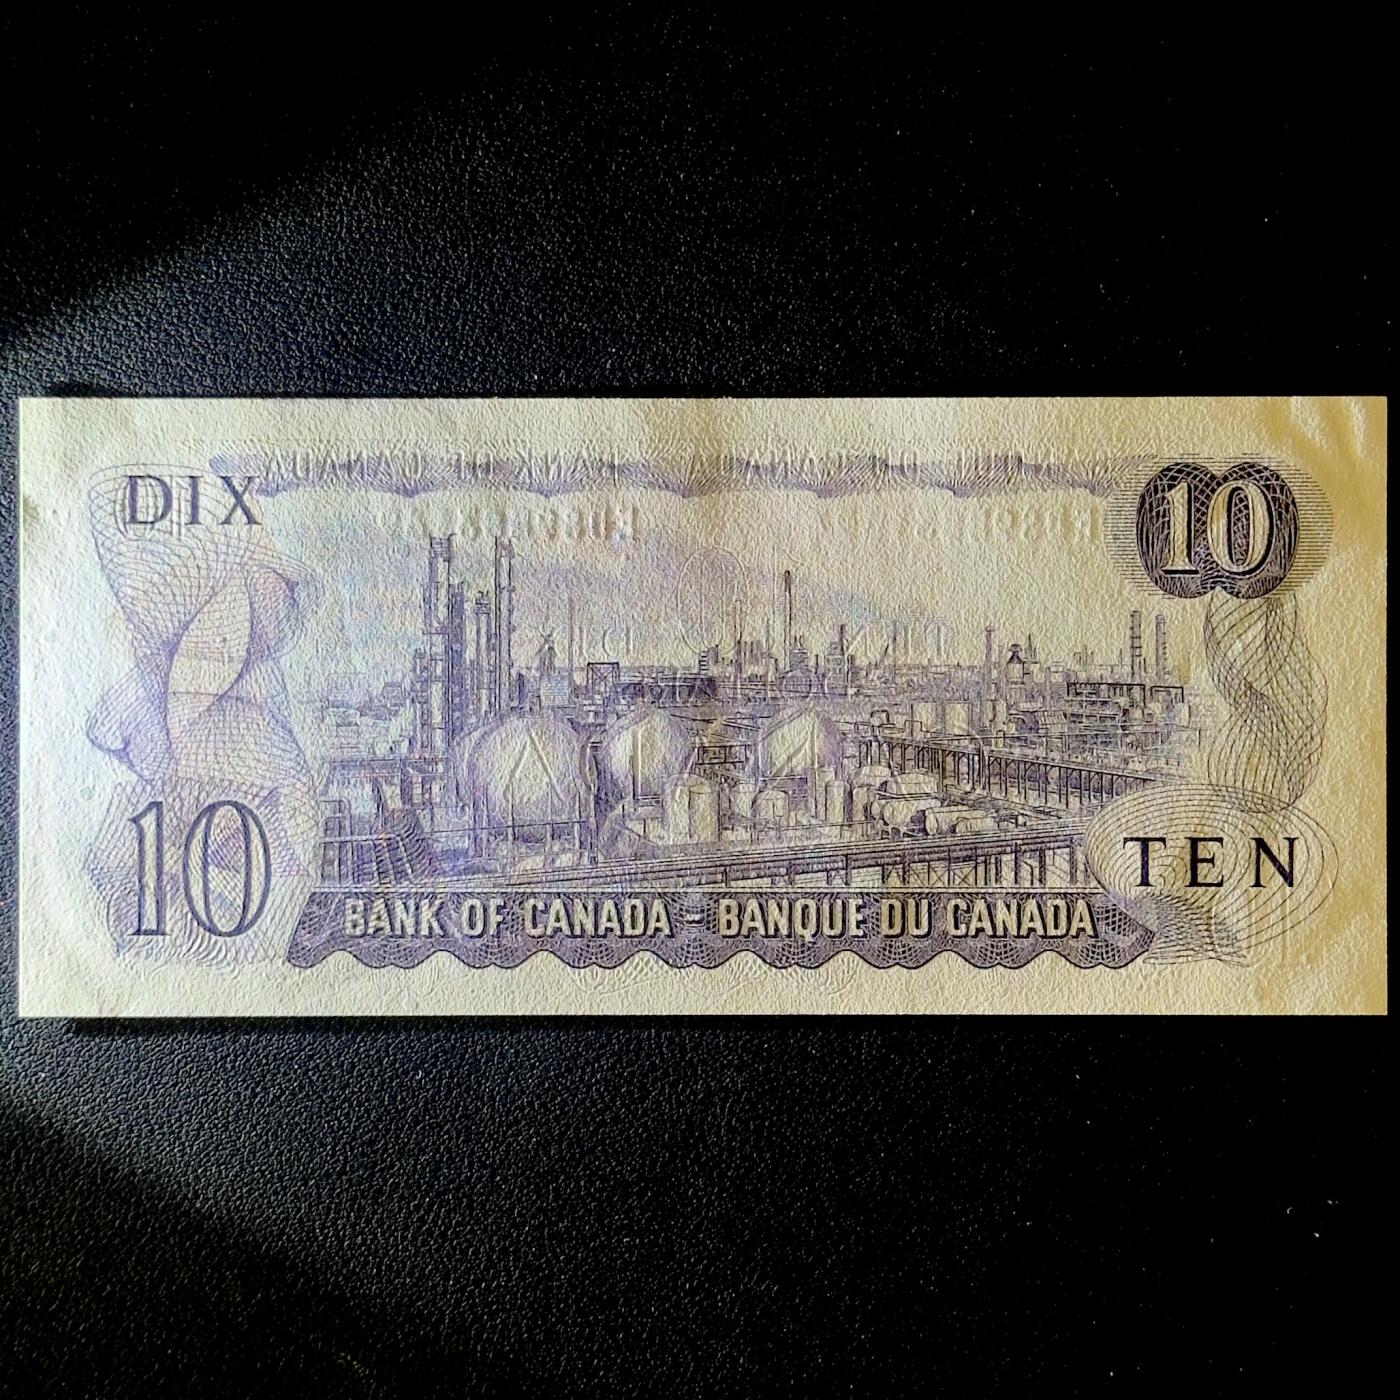 DIX
10
10
TEN
BANK OF CANADA - BANQUE DU CANADA